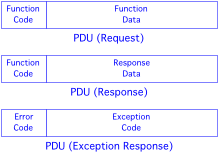 Function Function
Code Data
PDU (Request)
Function Response
Code Data
PDU (Response)
Error Exception
Code Code
PDU (Exception Response)